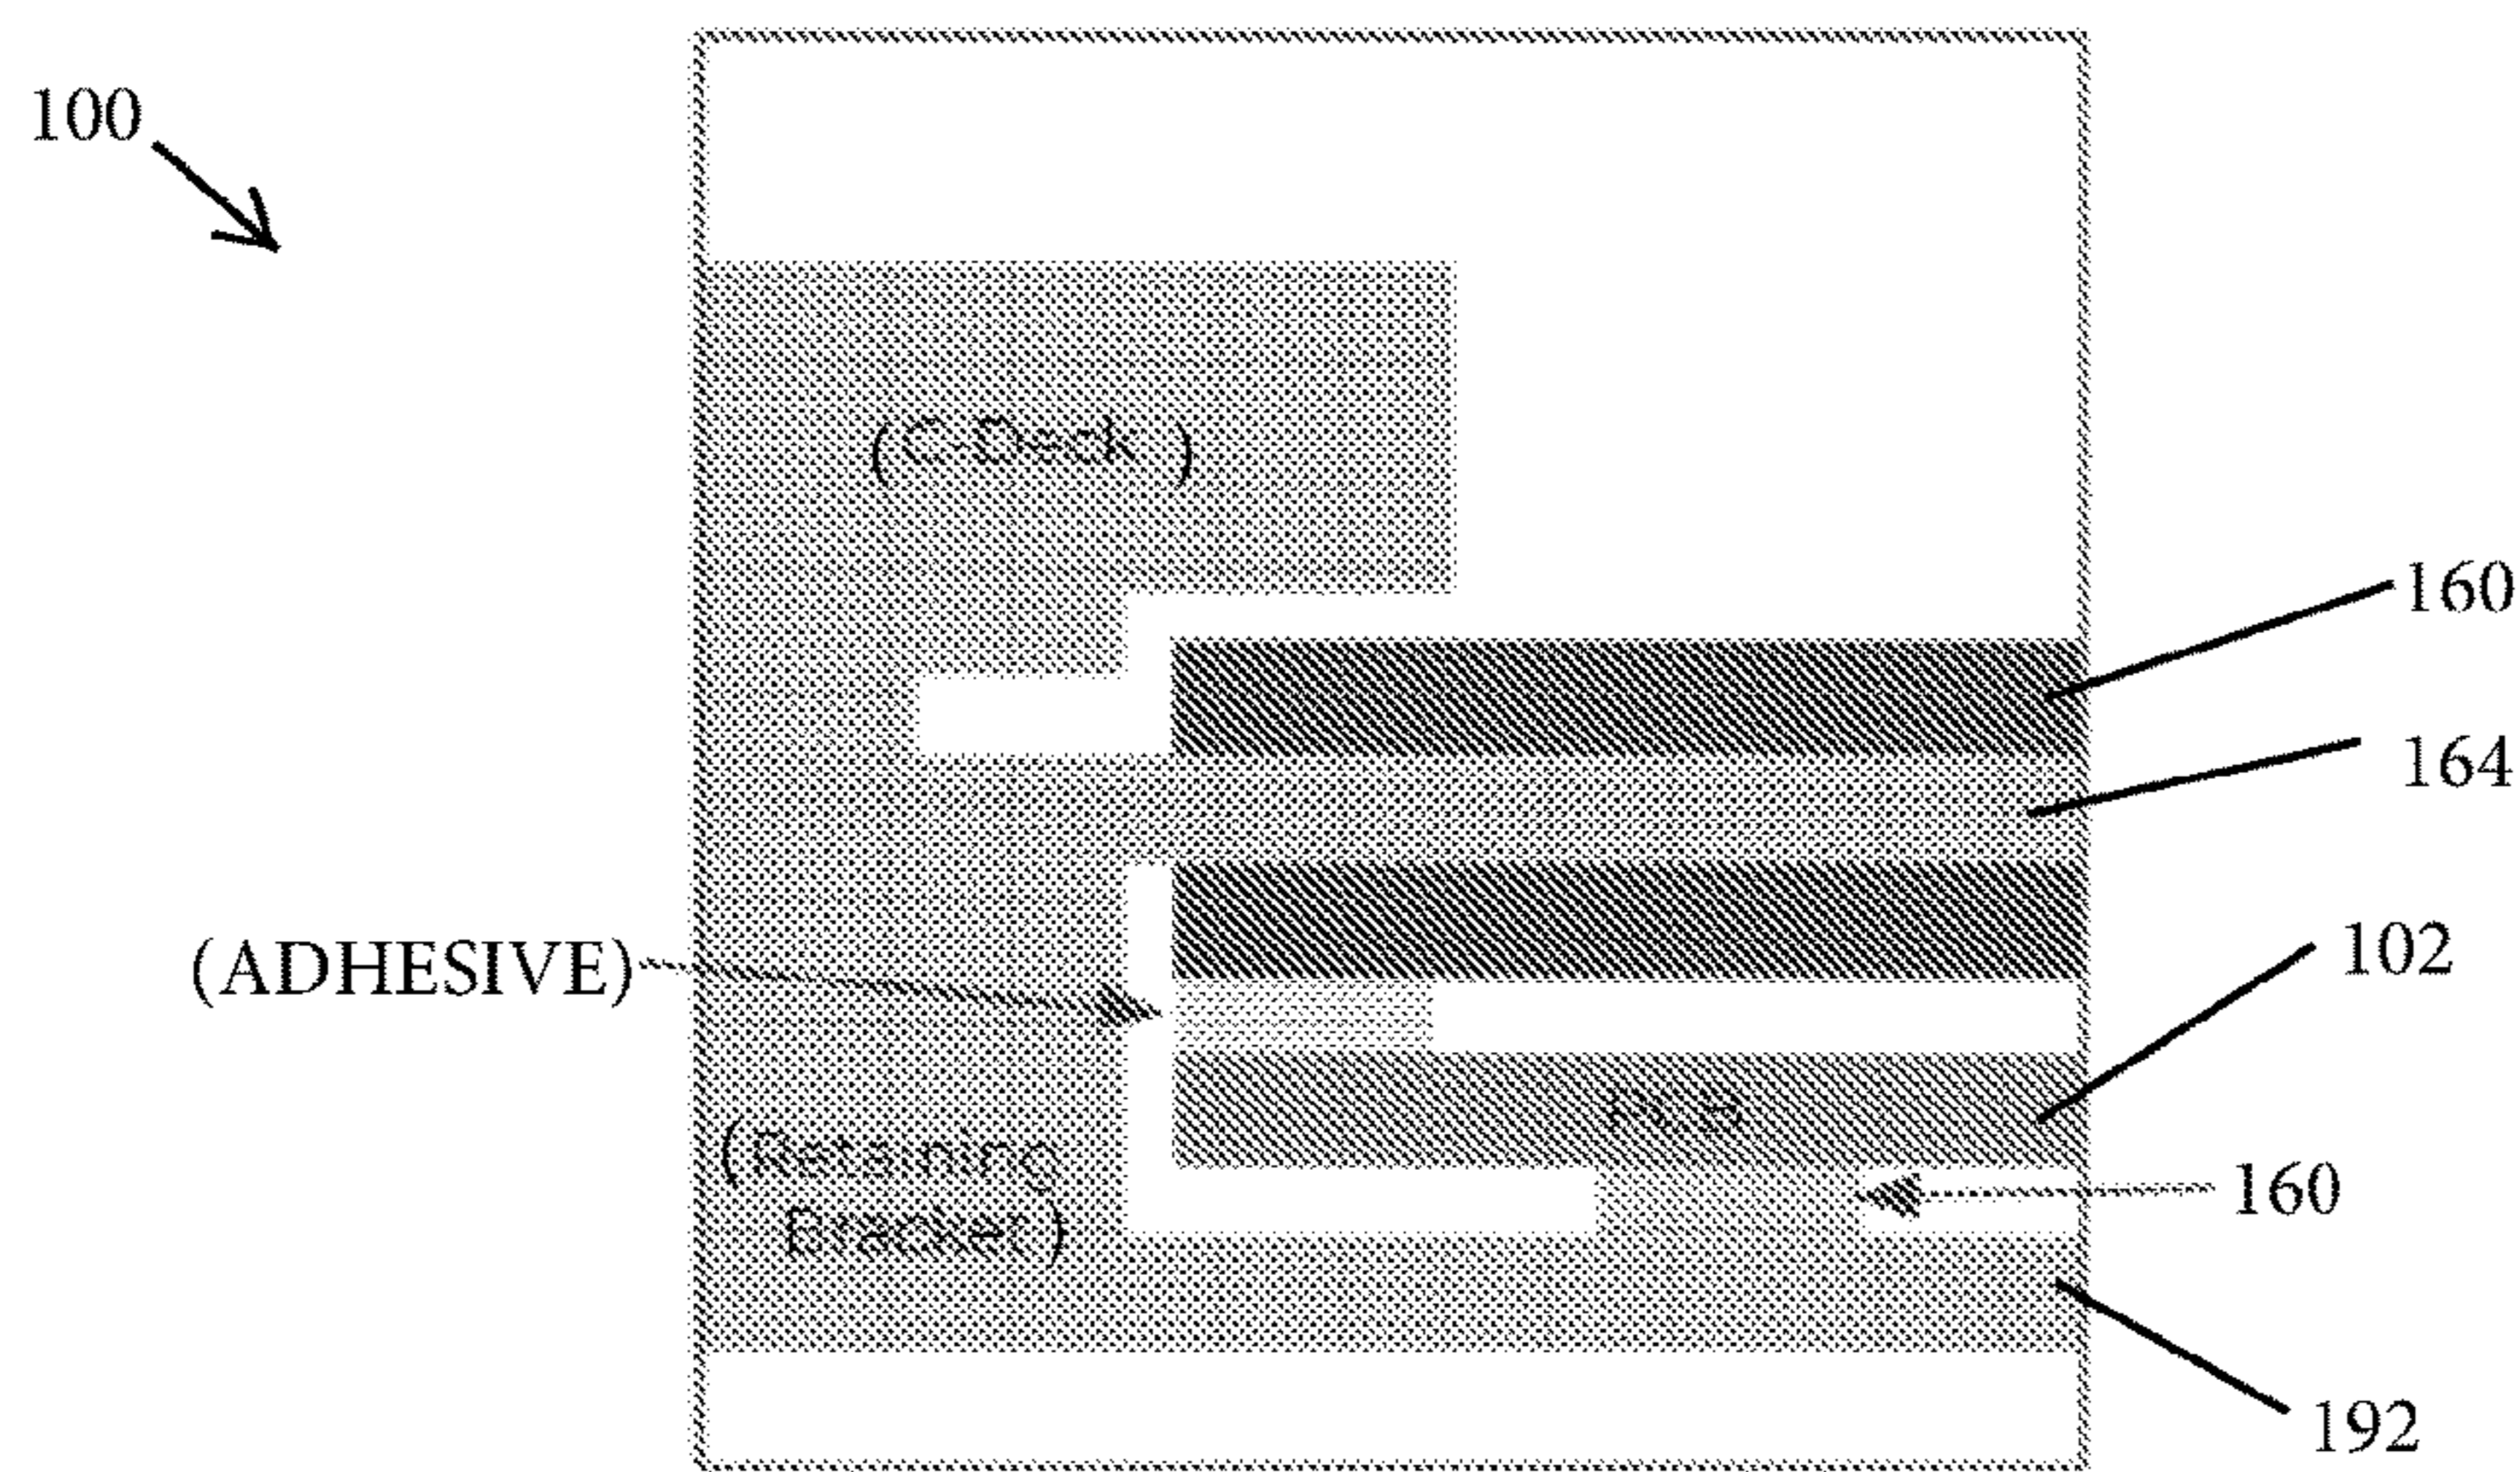 100
(C-Deck )
160
164
(ADHESIVE)
102
PCB
(Retaining
Bracket)
160
192